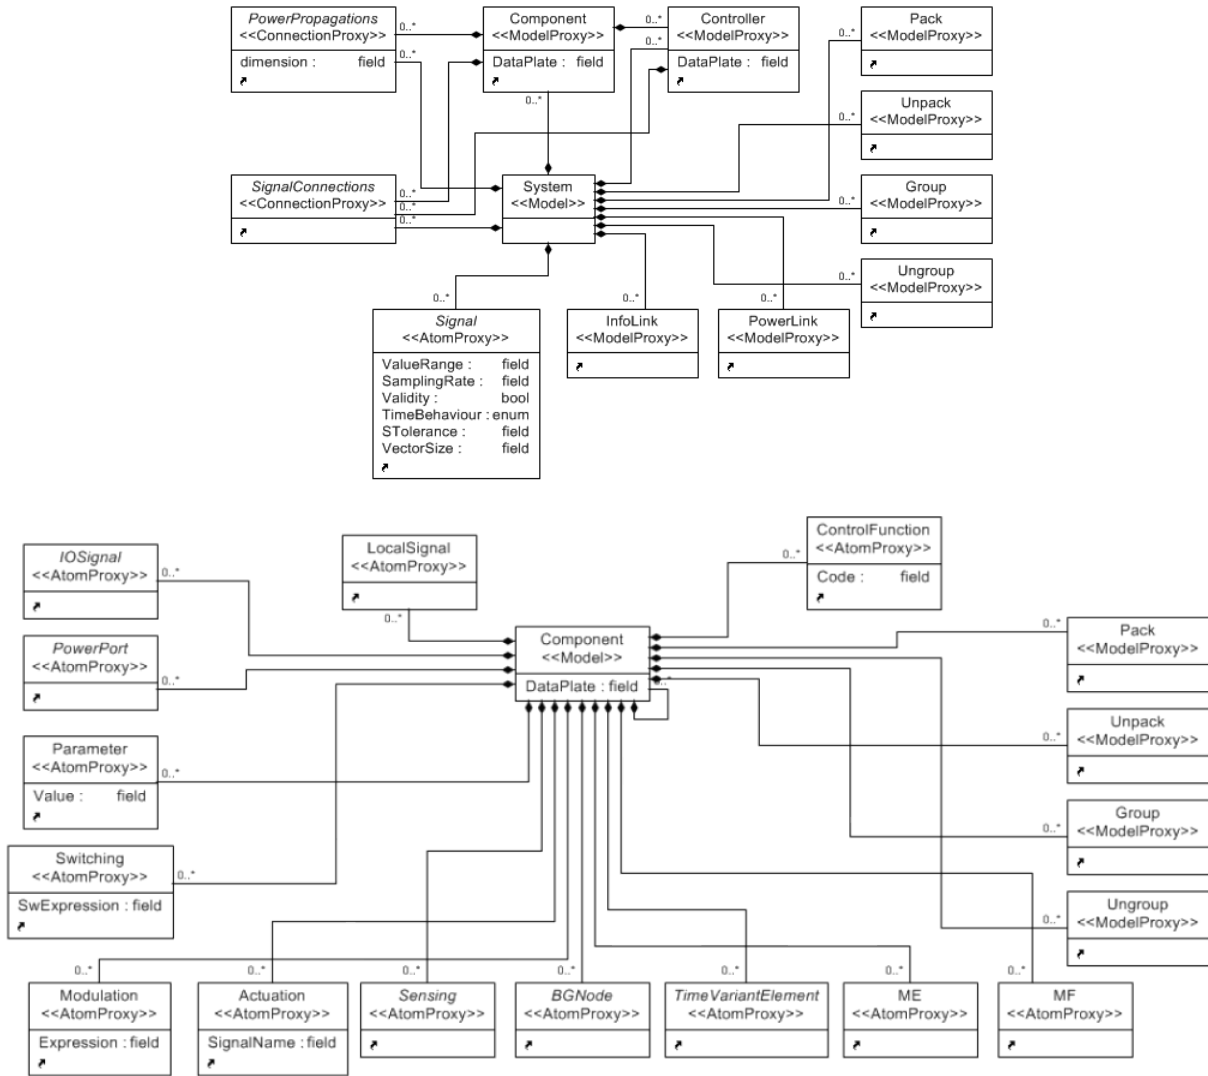 PowerPropagations
<<ConnectionProxy>>
dimension : field
0..*
0..*
Component
<<ModelProxy>>
DataPlate : field
0..*
Controller
<<ModelProxy>>
DataPlate : field
0..*
0..*
Pack
<<ModelProxy>>
0..*
Unpack
<<ModelProxy>>
0..*
SignalConnections
<<ConnectionProxy>>
0..*
0..*
0..*
System
<<Model>>
Group
<<ModelProxy>>
0..*
Ungroup
<<ModelProxy>>
0..*
0..*
Signal
<<AtomProxy>>
ValueRange : field
SamplingRate : field
Validity : bool
TimeBehaviour : enum
STolerance : field
VectorSize : field
0..*
InfoLink
<<ModelProxy>>
0..*
PowerLink
<<ModelProxy>>
IOSignal
<<AtomProxy>>
0..*
LocalSignal
<<AtomProxy>>
0..*
ControlFunction
<<AtomProxy>>
Code : field
0..*
PowerPort
<<AtomProxy>>
0..*
Component
<<Model>>
DataPlate : field
0..*
Pack
<<ModelProxy>>
0..*
Unpack
<<ModelProxy>>
0..*
Parameter
<<AtomProxy>>
Value : field
0..*
Group
<<ModelProxy>>
0..*
Switching
<<AtomProxy>>
SwExpression : field
0..*
Ungroup
<<ModelProxy>>
0..*
0..*
Modulation
<<AtomProxy>>
Expression : field
0..*
Actuation
<<AtomProxy>>
SignalName : field
0..*
Sensing
<<AtomProxy>>
0..*
BGNode
<<AtomProxy>>
0..*
TimeVariantElement
<<AtomProxy>>
0..*
ME
<<AtomProxy>>
0..*
MF
<<AtomProxy>>